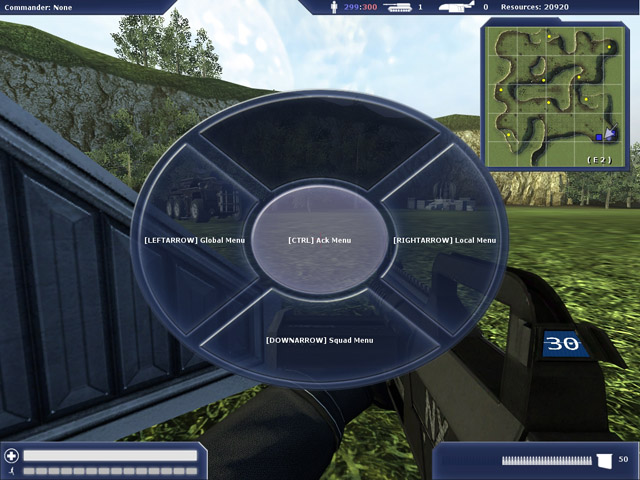 Commander: None
299:300 1 0 Resources: 20920
( E 2 )
[LEFTARROW] Global Menu
[CTRL] Ack Menu
[RIGHTARROW] Local Menu
[DOWNARROW] Squad Menu
30
50